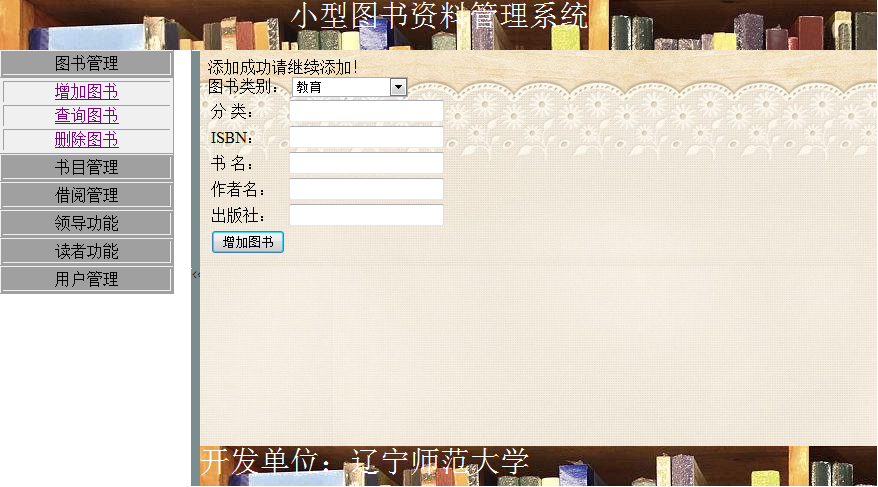 小型图书资料管理系统
图书管理
增加图书
查询图书
删除图书
书目管理
借阅管理
领导功能
读者功能
用户管理
添加成功请继续添加!
图书类别： 教育
分 类：
ISBN：
书 名：
作者名：
出版社：
增加图书
开发单位：辽宁师范大学